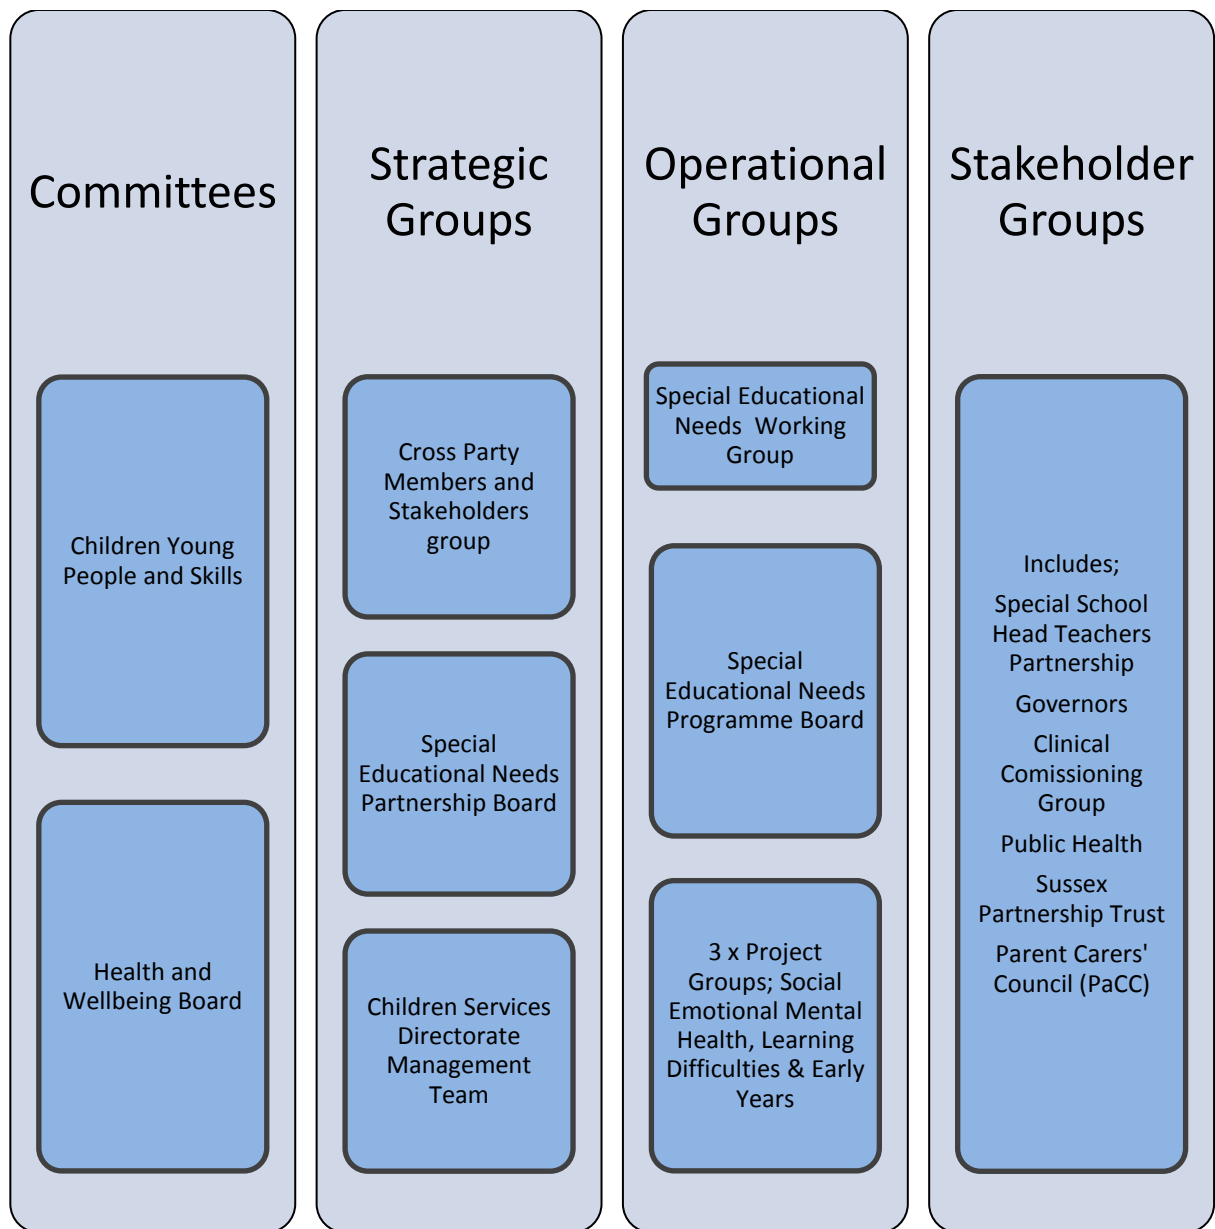 Committees
Children Young
People and Skills
Health and
Wellbeing Board
Strategic
Groups
Cross Party
Members and
Stakeholders
group
Special
Educational Needs
Partnership Board
Children Services
Directorate
Management
Team
Operational
Groups
Special Educational
Needs  Working
Group
Special
Educational Needs
Programme Board
3 x Project
Groups; Social
Emotional Mental
Health, Learning
Difficulties & Early
Years
Stakeholder
Groups
Includes;
Special School
Head Teachers
Partnership
Governors
Clinical
Comissioning
Group
Public Health
Sussex
Partnership Trust
Parent Carers'
Council (PaCC)